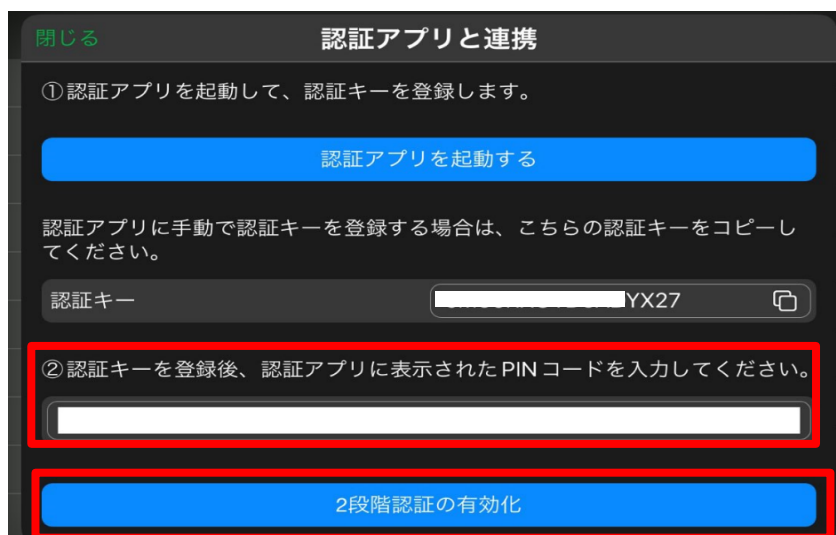 閉じる
認証アプリと連携
①認証アプリを起動して、認証キーを登録します。
認証アプリを起動する
認証アプリに手動で認証キーを登録する場合は、こちらの認証キーをコピーし
てください。
認証キー
YX27
②認証キーを登録後、認証アプリに表示されたPINコードを入力してください。
2段階認証の有効化